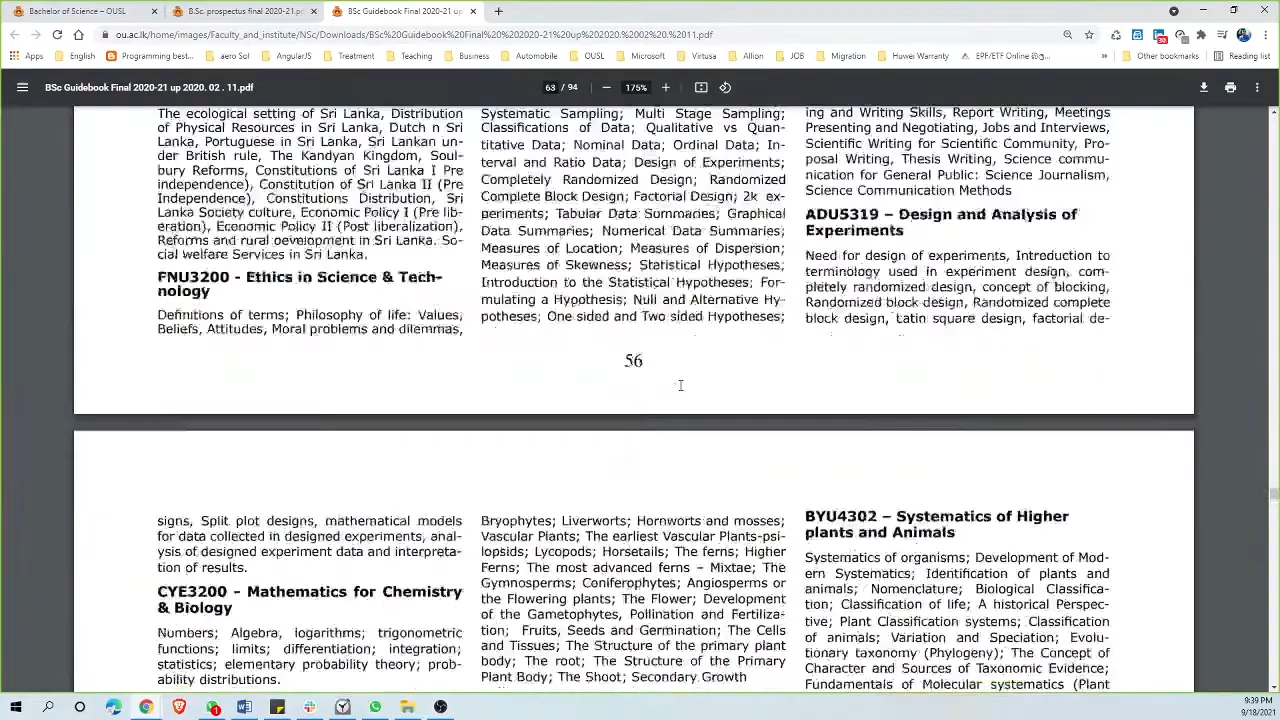 Bachelor of Science – OUSL
B.Sc. prospectus final 2020-21.pd
BSc Guidebook Final 2020-21 up
ou.ac.lk/home/images/Faculty_and_institute/NSc/Downloads/BSc%20Guidebook%20Final%20%202020-21%20up%202020.%2002%20.%2011.pdf
Apps
English
Programming best...
aero Sol
AngularJS
Treatment
Teaching
Business
Automobile
OUSL
Microsoft
Virtusa
Allion
JOB
Migration
Huwer Warranty
EPF/ETF Online
Other bookmarks
Reading list
BSc Guidebook Final 2020-21 up 2020. 02 . 11.pdf
63 / 94
175%
The ecological setting of Sri Lanka, Distribution
of Physical Resources in Sri Lanka, Dutch n Sri
Lanka, Portuguese in Sri Lanka, Sri Lankan un-
der British rule, The Kandyan Kingdom, Soul-
bury Reforms, Constitutions of Sri Lanka I Pre
independence), Constitution of Sri Lanka II (Pre
Independence), Constitutions Distribution, Sri
Lanka Society culture, Economic Policy I (Pre lib-
eration), Economic Policy II (Post liberalization),
Reforms and rural development in Sri Lanka. So-
cial welfare Services in Sri Lanka.
FNU3200 - Ethics in Science & Tech-
nology
Definitions of terms; Philosophy of life: Values,
Beliefs, Attitudes, Moral problems and dilemmas,
Systematic Sampling; Multi Stage Sampling;
Classifications of Data; Qualitative vs Quan-
titative Data; Nominal Data; Ordinal Data; In-
terval and Ratio Data; Design of Experiments;
Completely Randomized Design; Randomized
Complete Block Design; Factorial Design; 2k ex-
periments; Tabular Data Summaries; Graphical
Data Summaries; Numerical Data Summaries;
Measures of Location; Measures of Dispersion;
Measures of Skewness; Statistical Hypotheses;
Introduction to the Statistical Hypotheses; For-
mulating a Hypothesis; Null and Alternative Hy-
potheses; One sided and Two sided Hypotheses;
ing and Writing Skills, Report Writing, Meetings
Presenting and Negotiating, Jobs and Interviews,
Scientific Writing for Scientific Community, Pro-
posal Writing, Thesis Writing, Science commu-
nication for General Public: Science Journalism,
Science Communication Methods
ADU5319 – Design and Analysis of
Experiments
Need for design of experiments, Introduction to
terminology used in experiment design, com-
pletely randomized design, concept of blocking,
Randomized block design, Randomized complete
block design, Latin square design, factorial de-
56
signs, Split plot designs, mathematical models
for data collected in designed experiments, anal-
ysis of designed experiment data and interpreta-
tion of results.
CYE3200 - Mathematics for Chemistry
& Biology
Numbers; Algebra, logarithms; trigonometric
functions; limits; differentiation; integration;
statistics; elementary probability theory; prob-
ability distributions.
Bryophytes; Liverworts; Hornworts and mosses;
Vascular Plants; The earliest Vascular Plants-psi-
lopsids; Lycopods; Horsetails; The ferns; Higher
Ferns; The most advanced ferns – Mixtae; The
Gymnosperms; Coniferophytes; Angiosperms or
the Flowering plants; The Flower; Development
of the Gametophytes, Pollination and Fertiliza-
tion; Fruits, Seeds and Germination; The Cells
and Tissues; The Structure of the primary plant
body; The root; The Structure of the Primary
Plant Body; The Shoot; Secondary Growth
BYU4302 – Systematics of Higher
plants and Animals
Systematics of organisms; Development of Mod-
ern Systematics; Identification of plants and
animals; Nomenclature; Biological Classifica-
tion; Classification of life; A historical Perspec-
tive; Plant Classification systems; Classification
of animals; Variation and Speciation; Evolu-
tionary taxonomy (Phylogeny); The Concept of
Character and Sources of Taxonomic Evidence;
Fundamentals of Molecular systematics (Plant
9:39 PM
9/18/2021